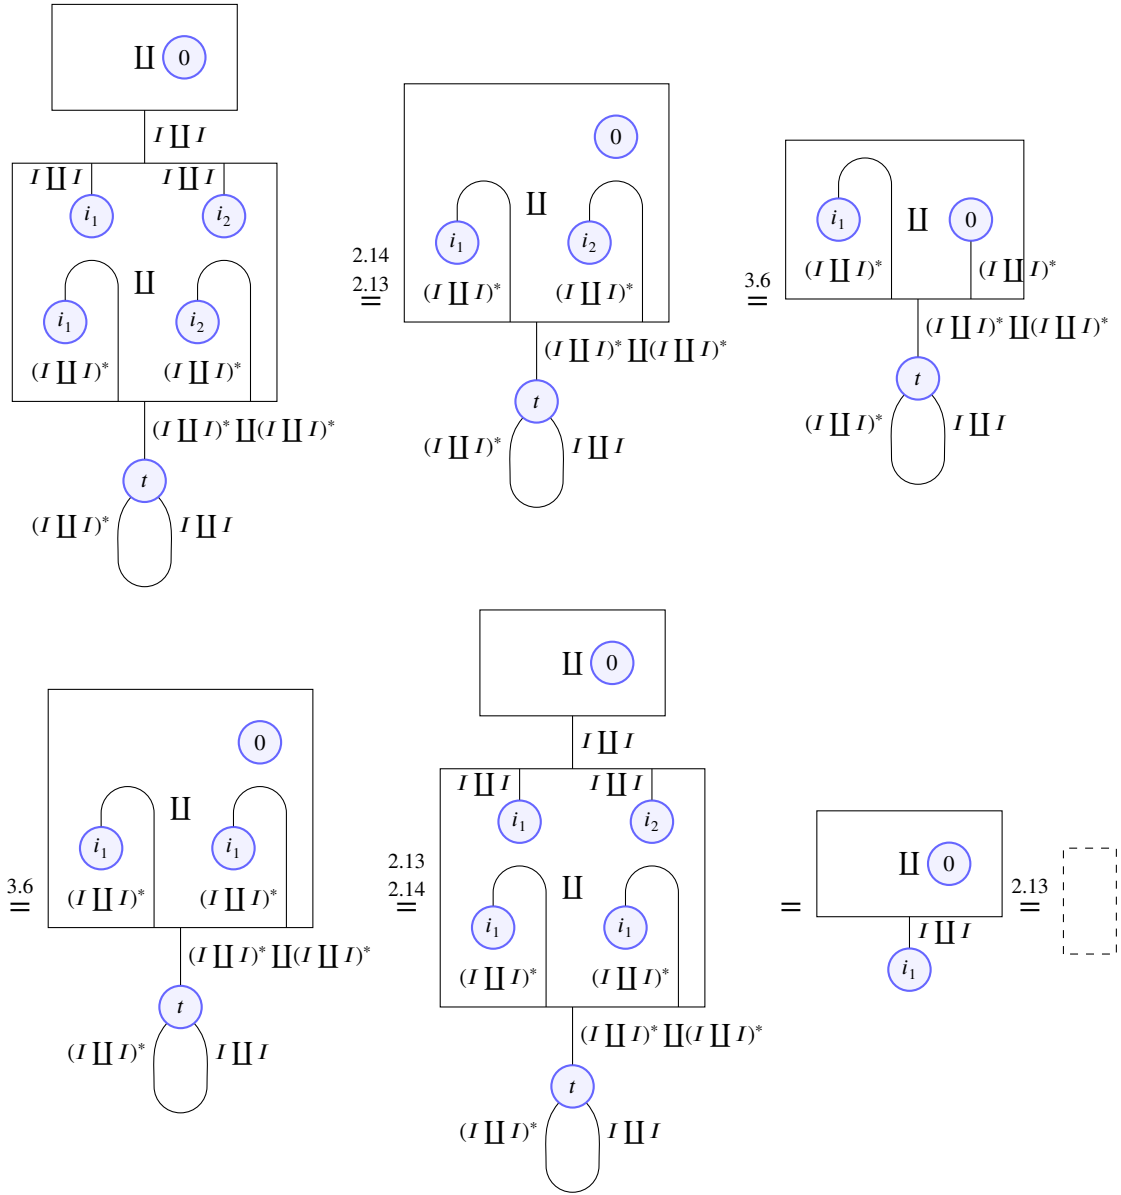 ∐ 0
I ∐ I
I ∐ I I ∐ I
i₁ i₂
∐
i₁ i₂
(I ∐ I)* (I ∐ I)*
(I ∐ I)* ∐(I ∐ I)*
t
(I ∐ I)* I ∐ I
2.14
2.13
=
0
∐
i₁ i₂
(I ∐ I)* (I ∐ I)*
(I ∐ I)* ∐(I ∐ I)*
t
(I ∐ I)* I ∐ I
3.6
=
i₁ ∐ 0
(I ∐ I)* (I ∐ I)*
(I ∐ I)* ∐(I ∐ I)*
t
(I ∐ I)* I ∐ I
3.6
=
0
∐
i₁ i₁
(I ∐ I)* (I ∐ I)*
(I ∐ I)* ∐(I ∐ I)*
t
(I ∐ I)* I ∐ I
2.13
2.14
=
∐ 0
I ∐ I
I ∐ I I ∐ I
i₁ i₂
∐
i₁ i₁
(I ∐ I)* (I ∐ I)*
(I ∐ I)* ∐(I ∐ I)*
t
(I ∐ I)* I ∐ I
=
∐ 0
I ∐ I
i₁
2.13
=